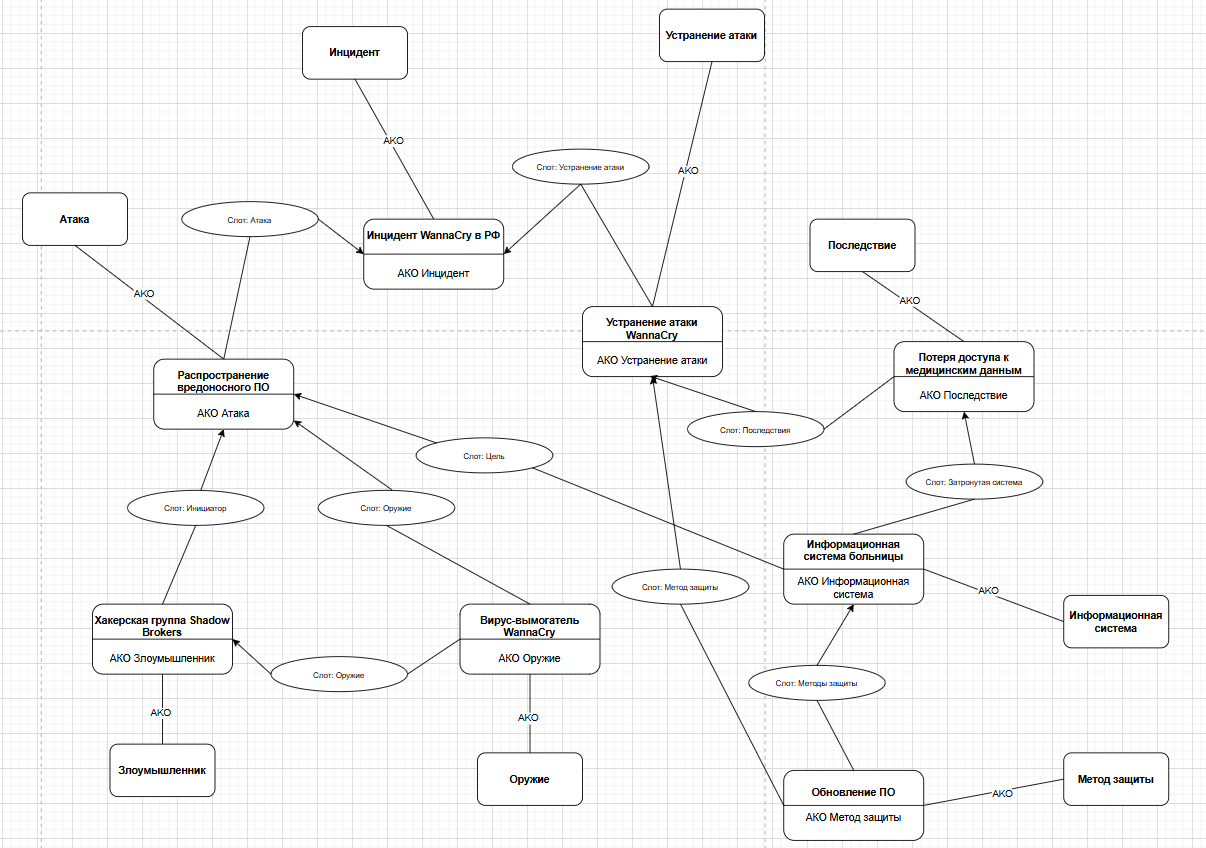 Устранение атаки
Инцидент
АКО
Слот: Устранение атаки
АКО
Атака
Слот: Атака
Инцидент WannaCry в РФ
АКО Инцидент
Последствие
АКО
АКО
Устранение атаки
WannaCry
АКО Устранение атаки
Потеря доступа к
медицинским данным
АКО Последствие
Распространение
вредоносного ПО
АКО Атака
Слот: Последствия
Слот: Цель
Слот: Затронутая система
Слот: Инициатор
Слот: Оружие
Информационная
система больницы
АКО Информационная
система
Слот: Метод защиты
АКО
Информационная
система
Хакерская группа Shadow
Brokers
АКО Злоумышленник
Вирус-вымогатель
WannaCry
АКО Оружие
Слот: Оружие
Слот: Методы защиты
АКО
АКО
Злоумышленник
Оружие
Обновление ПО
АКО Метод защиты
АКО
Метод защиты